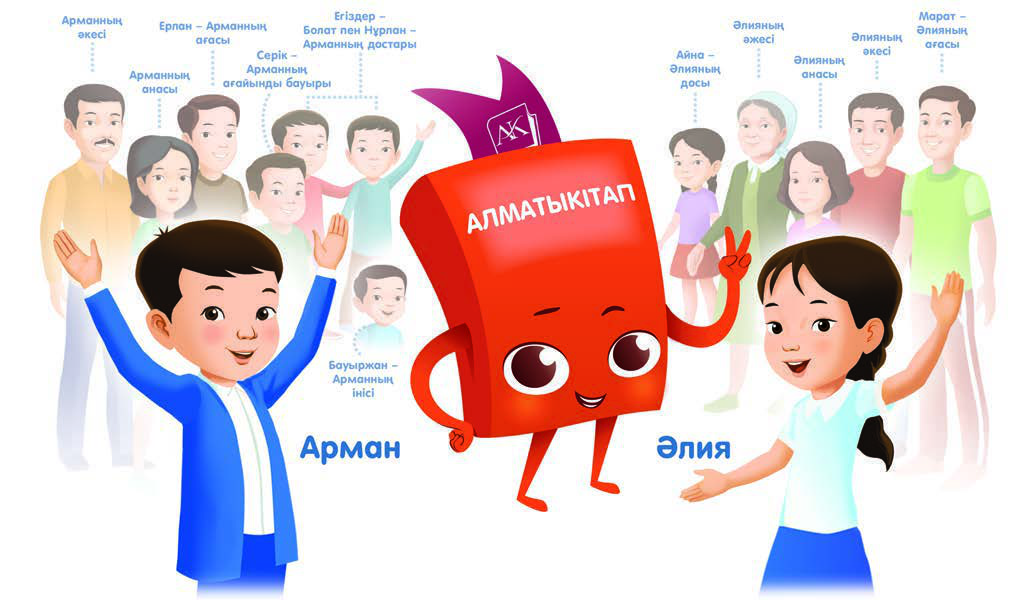 Арманның
әкесі
Арманның
анасы
Ерлан – Арманның
ағасы
Серік –
Арманның
ағайынды бауыры
Егіздер –
Болат пен Нұрлан –
Арманның достары
Бауыржан –
Арманның
інісі
Арман
АК
АЛМАТЫКІТАП
Айна –
Әлияның
досы
Әлияның
әжесі
Әлияның
анасы
Әлияның
әкесі
Марат –
Әлияның
ағасы
Әлия